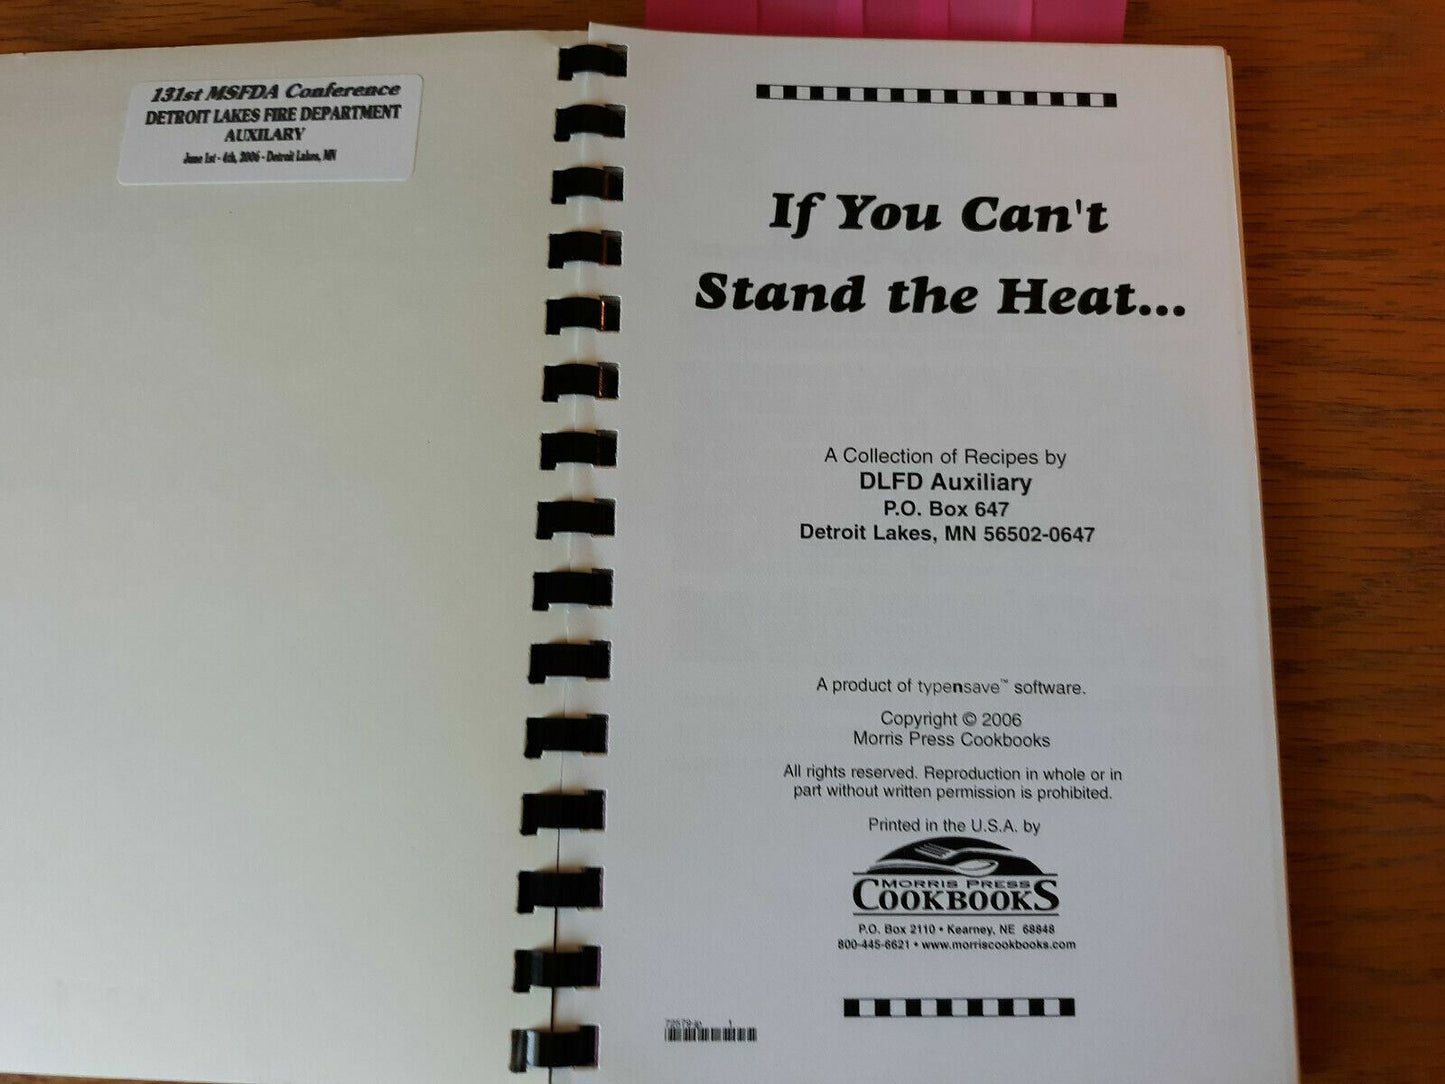 131st MSFDA Conference
DETROIT LAKES FIRE DEPARTMENT
AUXILARY
June 1st - 4th, 2006 - Detroit Lakes, MN
If You Can't
Stand the Heat...
A Collection of Recipes by
DLFD Auxiliary
P.O. Box 647
Detroit Lakes, MN 56502-0647
A product of typensave™ software.
Copyright © 2006
Morris Press Cookbooks
All rights reserved. Reproduction in whole or in
part without written permission is prohibited.
Printed in the U.S.A. by
MORRIS PRESS
COOKBOOKS
P.O. Box 2110 • Kearney, NE 68848
800-445-6621 • www.morriscookbooks.com
1